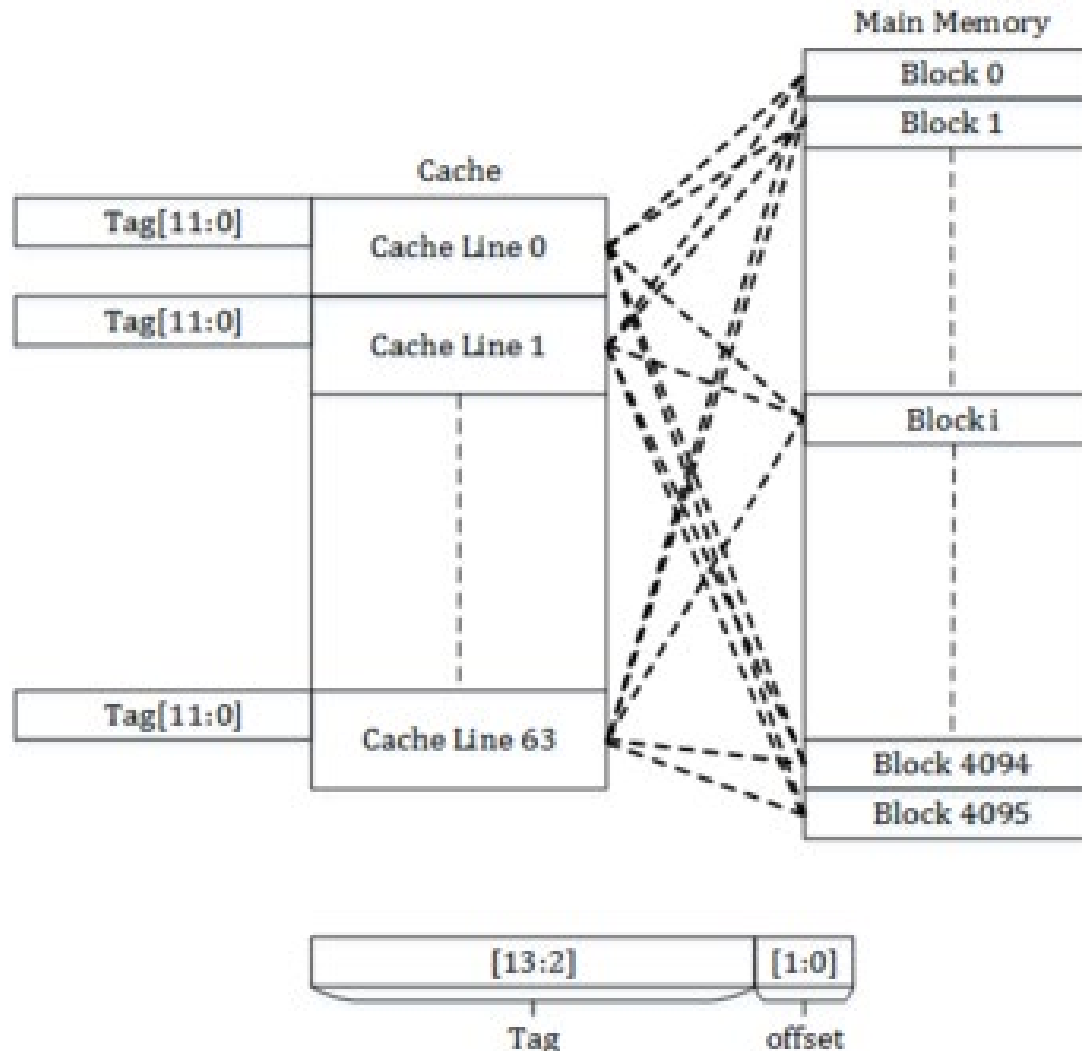 Main Memory
Block 0
Block 1
Cache
Tag[11:0]
Cache Line 0
Tag[11:0]
Cache Line 1
Block i
Tag[11:0]
Cache Line 63
Block 4094
Block 4095
[13:2]
[1:0]
Tag
offset